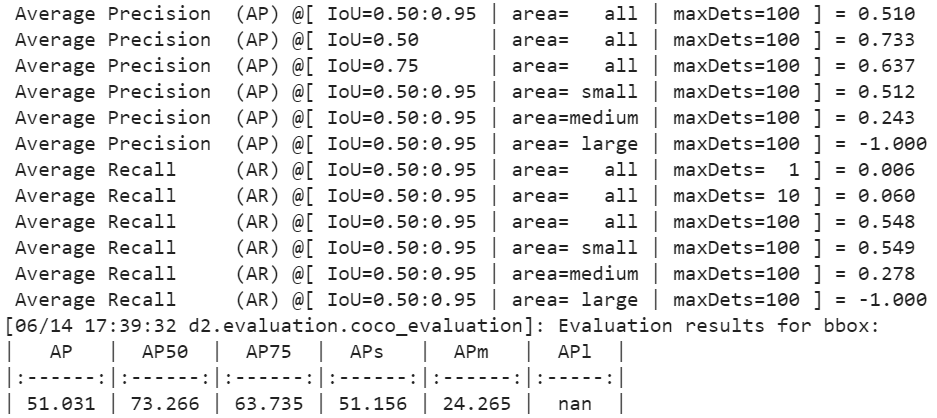 Average Precision  (AP) @[ IoU=0.50:0.95 | area=   all | maxDets=100 ] = 0.510
Average Precision  (AP) @[ IoU=0.50      | area=   all | maxDets=100 ] = 0.733
Average Precision  (AP) @[ IoU=0.75      | area=   all | maxDets=100 ] = 0.637
Average Precision  (AP) @[ IoU=0.50:0.95 | area= small | maxDets=100 ] = 0.512
Average Precision  (AP) @[ IoU=0.50:0.95 | area=medium | maxDets=100 ] = 0.243
Average Precision  (AP) @[ IoU=0.50:0.95 | area= large | maxDets=100 ] = -1.000
Average Recall     (AR) @[ IoU=0.50:0.95 | area=   all | maxDets=  1 ] = 0.006
Average Recall     (AR) @[ IoU=0.50:0.95 | area=   all | maxDets= 10 ] = 0.060
Average Recall     (AR) @[ IoU=0.50:0.95 | area=   all | maxDets=100 ] = 0.548
Average Recall     (AR) @[ IoU=0.50:0.95 | area= small | maxDets=100 ] = 0.549
Average Recall     (AR) @[ IoU=0.50:0.95 | area=medium | maxDets=100 ] = 0.278
Average Recall     (AR) @[ IoU=0.50:0.95 | area= large | maxDets=100 ] = -1.000
[06/14 17:39:32 d2.evaluation.coco_evaluation]: Evaluation results for bbox:
|   AP   |  AP50  |  AP75  |  APs   |  APm   |  APl  |
|:------:|:------:|:------:|:------:|:------:|:-----:|
| 51.031 | 73.266 | 63.735 | 51.156 | 24.265 |  nan  |